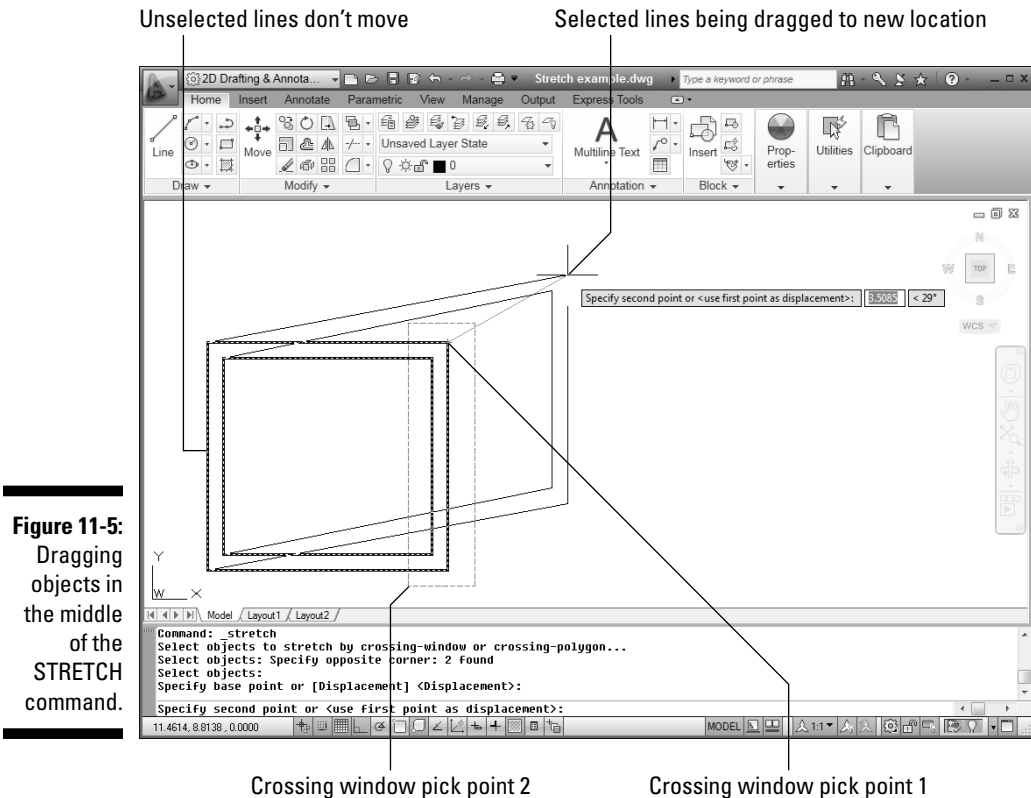 Unselected lines don't move
Selected lines being dragged to new location
2D Drafting & Annota...
Stretch example.dwg
Type a keyword or phrase
Home Insert Annotate Parametric View Manage Output Express Tools
Line
Move
Unsaved Layer State
0
A
Multiline Text
Insert
Prop-
erties
Utilities
Clipboard
Draw
Modify
Layers
Annotation
Block
N
W
TOP
E
S
WCS
Specify second point or <use first point as displacement>: 3.5085 < 29°
Figure 11-5:
Dragging
objects in
the middle
of the
STRETCH
command.
Y
W
X
Model Layout1 Layout2
Command: _stretch
Select objects to stretch by crossing-window or crossing-polygon...
Select objects: Specify opposite corner: 2 found
Select objects:
Specify base point or [Displacement] <Displacement>:
Specify second point or <use first point as displacement>:
11.4614, 8.8138 , 0.0000
MODEL
1:1
Crossing window pick point 2
Crossing window pick point 1